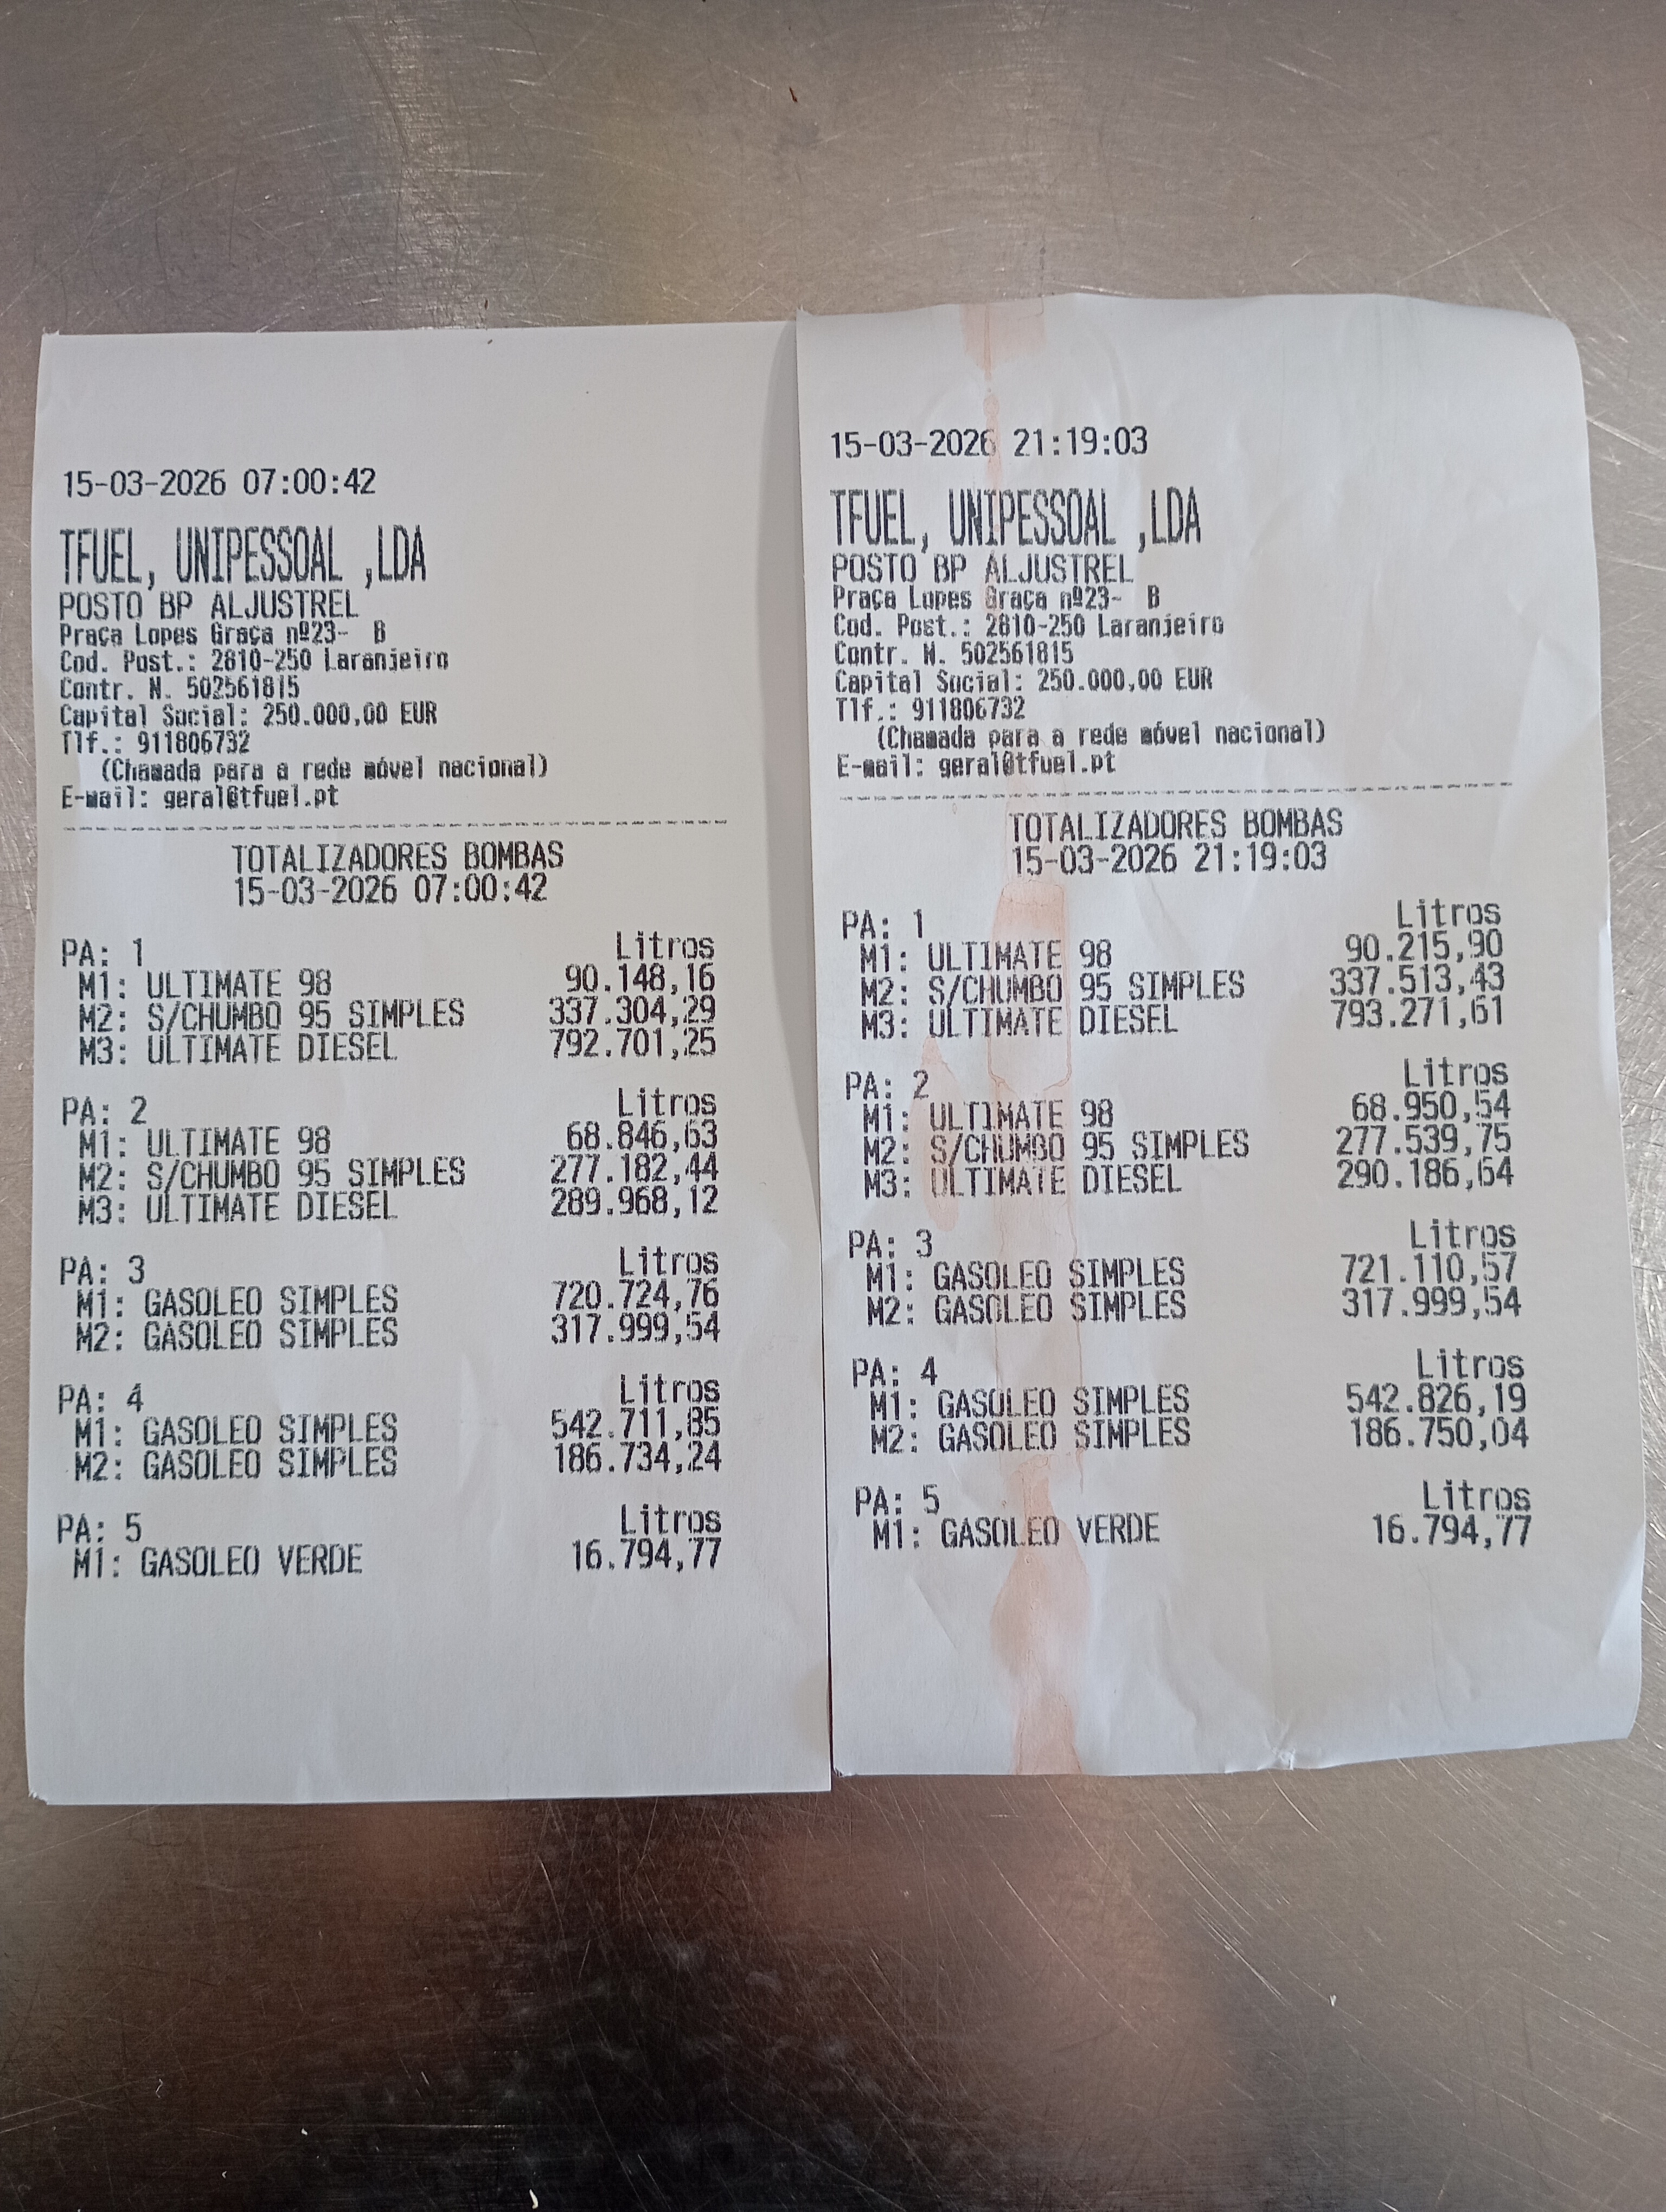 15-03-2026 07:00:42
TFUEL, UNIPESSOAL ,LDA
POSTO BP ALJUSTREL
Praça Lopes Graça nº23-  B
Cod. Post.: 2810-250 Laranjeiro
Contr. N. 502561815
Capital Social: 250.000,00 EUR
Tlf.: 911806732
(Chamada para a rede móvel nacional)
E-mail: geral@tfuel.pt
TOTALIZADORES BOMBAS
15-03-2026 07:00:42
PA: 1 Litros
M1: ULTIMATE 98 90.148,16
M2: S/CHUMBO 95 SIMPLES 337.304,29
M3: ULTIMATE DIESEL 792.701,25
PA: 2 Litros
M1: ULTIMATE 98 68.846,63
M2: S/CHUMBO 95 SIMPLES 277.182,44
M3: ULTIMATE DIESEL 289.968,12
PA: 3 Litros
M1: GASOLEO SIMPLES 720.724,76
M2: GASOLEO SIMPLES 317.999,54
PA: 4 Litros
M1: GASOLEO SIMPLES 542.711,85
M2: GASOLEO SIMPLES 186.734,24
PA: 5 Litros
M1: GASOLEO VERDE 16.794,77
15-03-2026 21:19:03
TFUEL, UNIPESSOAL ,LDA
POSTO BP ALJUSTREL
Praça Lopes Graça nº23-  B
Cod. Post.: 2810-250 Laranjeiro
Contr. N. 502561815
Capital Social: 250.000,00 EUR
Tlf.: 911806732
(Chamada para a rede móvel nacional)
E-mail: geral@tfuel.pt
TOTALIZADORES BOMBAS
15-03-2026 21:19:03
PA: 1 Litros
M1: ULTIMATE 98 90.215,90
M2: S/CHUMBO 95 SIMPLES 337.513,43
M3: ULTIMATE DIESEL 793.271,61
PA: 2 Litros
M1: ULTIMATE 98 68.950,54
M2: S/CHUMBO 95 SIMPLES 277.539,75
M3: ULTIMATE DIESEL 290.186,64
PA: 3 Litros
M1: GASOLEO SIMPLES 721.110,57
M2: GASOLEO SIMPLES 317.999,54
PA: 4 Litros
M1: GASOLEO SIMPLES 542.826,19
M2: GASOLEO SIMPLES 186.750,04
PA: 5 Litros
M1: GASOLEO VERDE 16.794,77